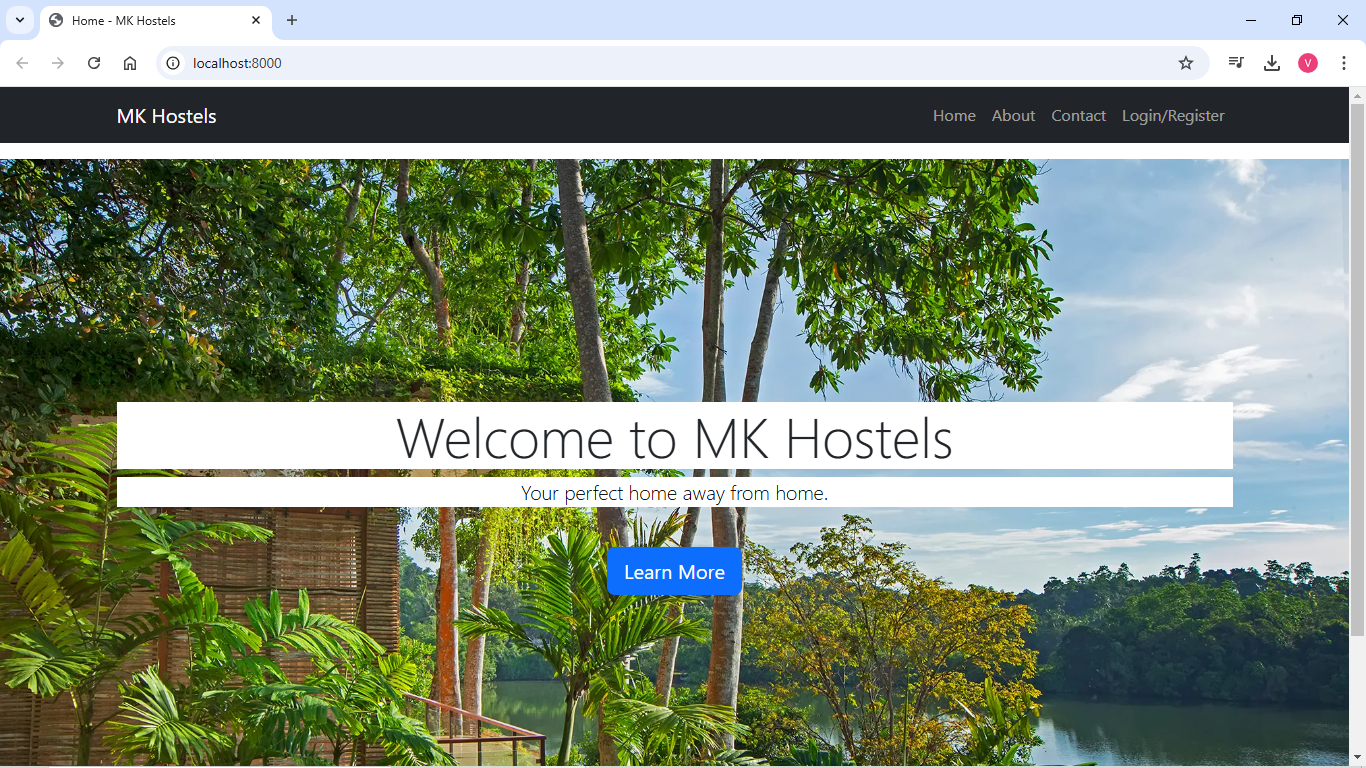 Home - MK Hostels
localhost:8000
V
MK Hostels
Home About Contact Login/Register
Welcome to MK Hostels
Your perfect home away from home.
Learn More